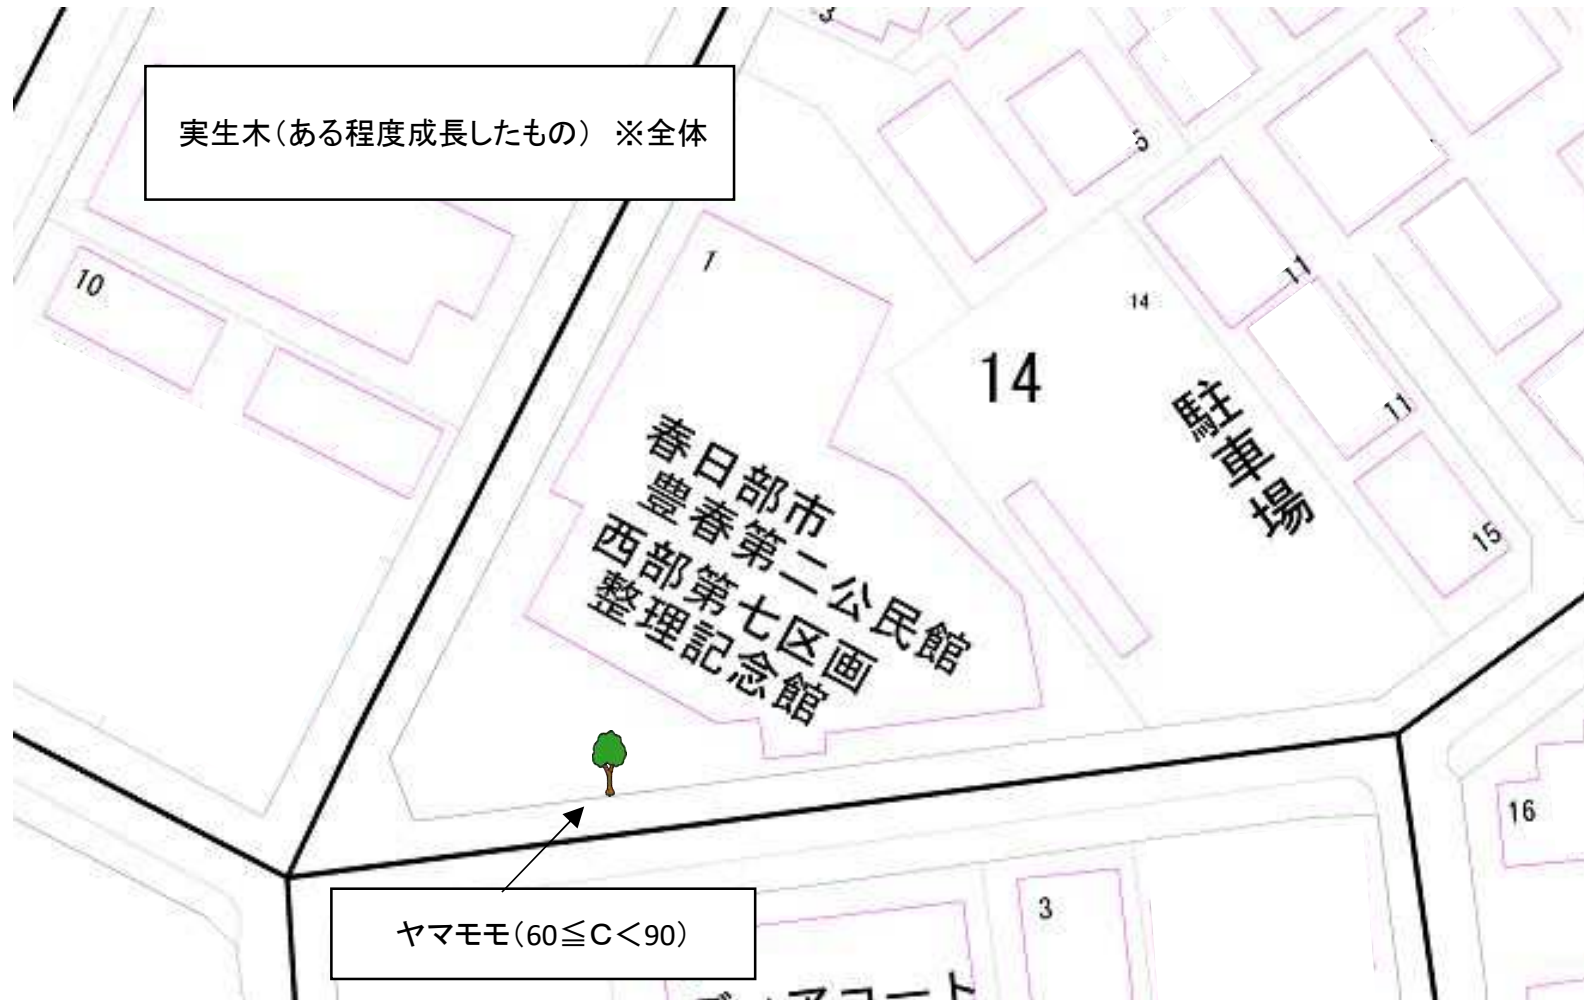 実生木（ある程度成長したもの） ※全体
5
10
1
11
14
14
駐車場
11
15
春日部市
豊春第二公民館
西部第七区画
整理記念館
16
3
ヤマモモ（60≦C＜90）